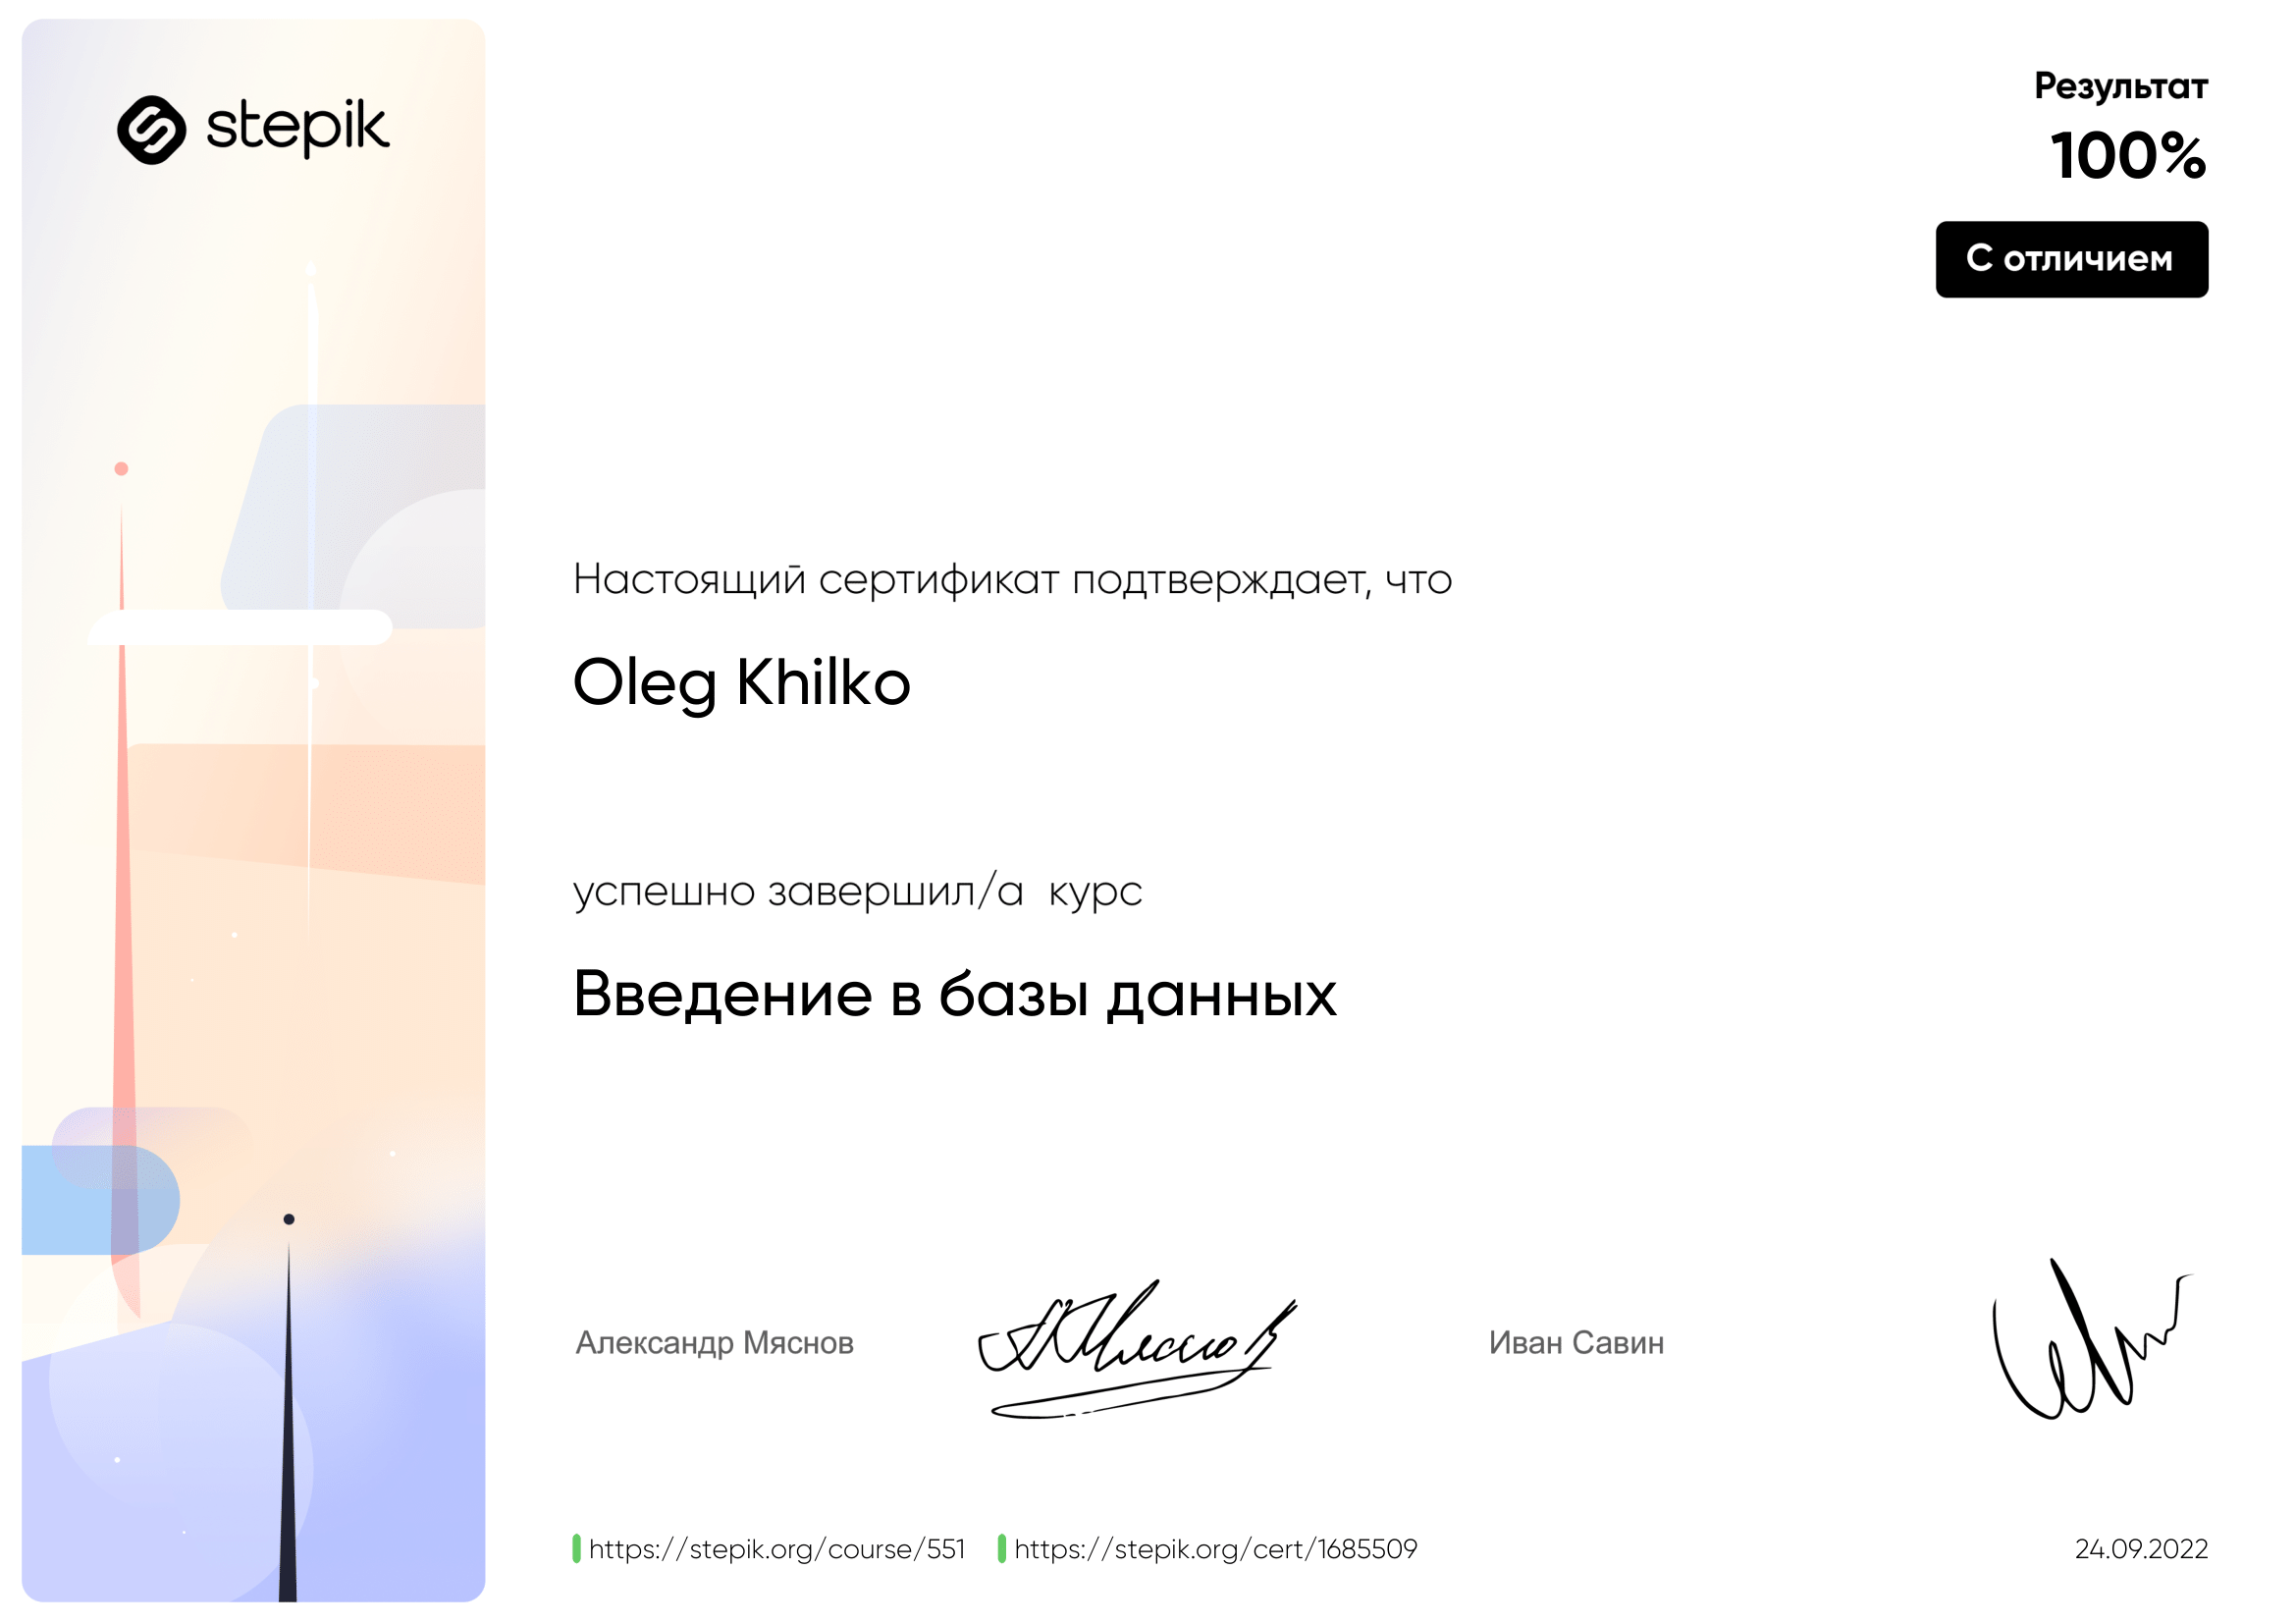 stepik
Результат
100%
С отличием
Настоящий сертификат подтверждает, что
Oleg Khilko
успешно завершил/а  курс
Введение в базы данных
Александр Мяснов
Иван Савин
https://stepik.org/course/551
https://stepik.org/cert/1685509
24.09.2022